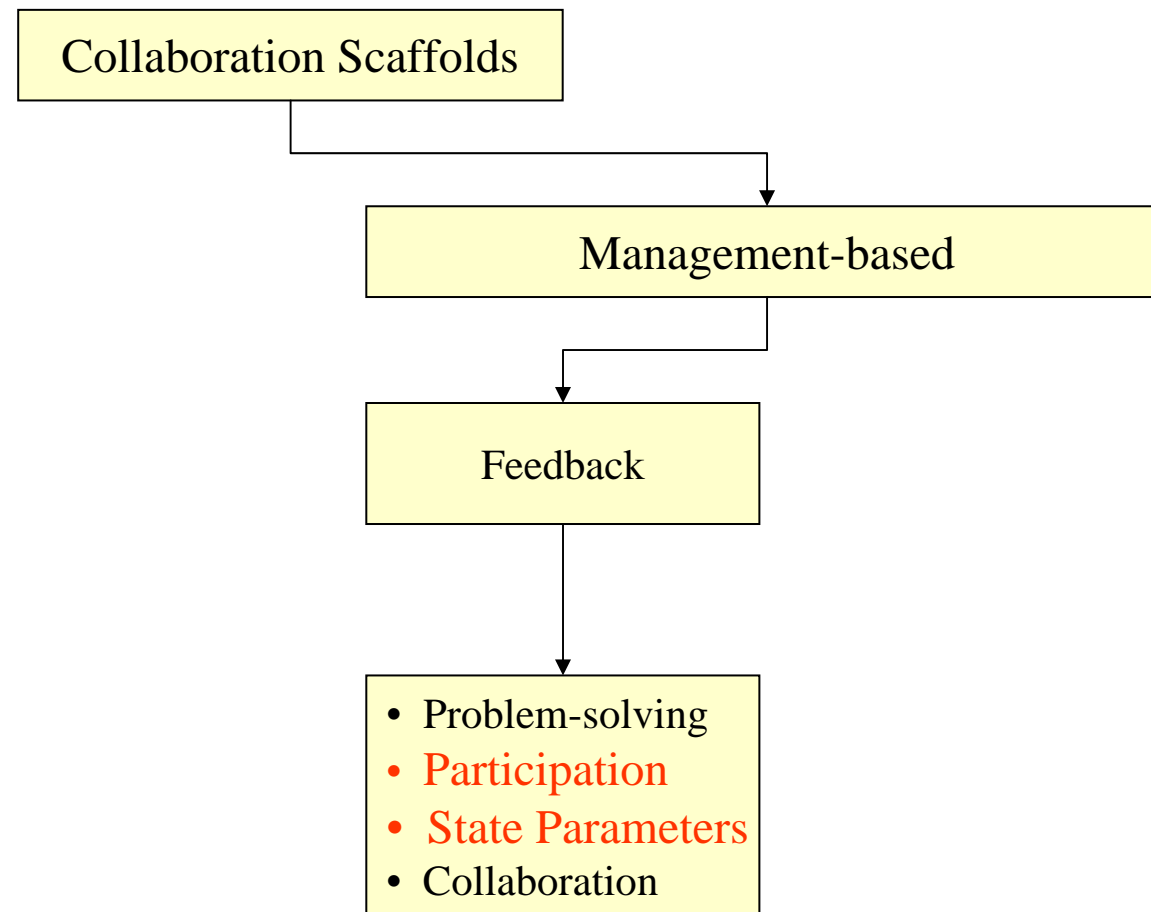 Collaboration Scaffolds
Management-based
Feedback
• Problem-solving
• Participation
• State Parameters
• Collaboration